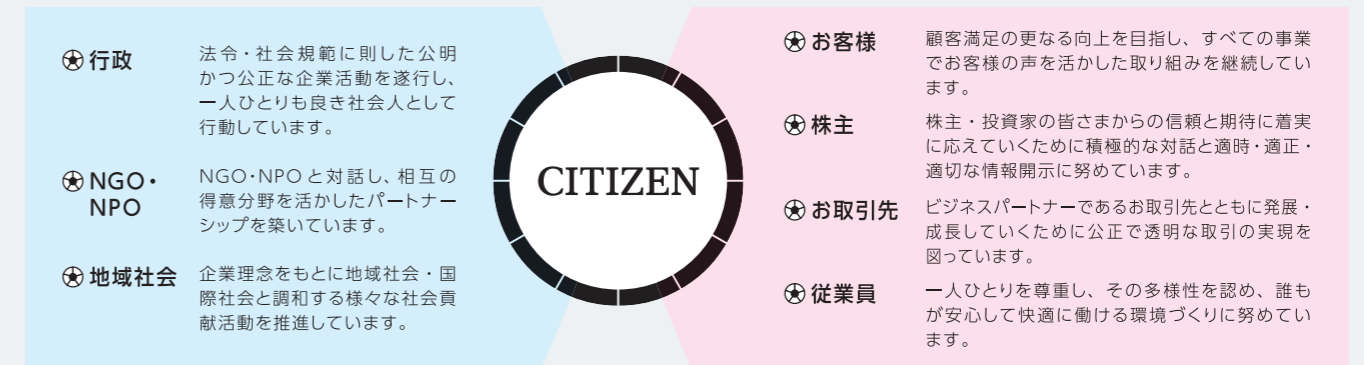 行政
法令・社会規範に則した公明
かつ公正な企業活動を遂行し、
一人ひとりも良き社会人として
行動しています。
NGO・
NPO
NGO・NPOと対話し、相互の
得意分野を活かしたパートナー
シップを築いています。
地域社会
企業理念をもとに地域社会・国
際社会と調和する様々な社会貢
献活動を推進しています。
CITIZEN
お客様
顧客満足の更なる向上を目指し、すべての事業
でお客様の声を活かした取り組みを継続してい
ます。
株主
株主・投資家の皆さまからの信頼と期待に着実
に応えていくために積極的な対話と適時・適正・
適切な情報開示に努めています。
お取引先
ビジネスパートナーであるお取引先とともに発展・
成長していくために公正で透明な取引の実現を
図っています。
従業員
一人ひとりを尊重し、その多様性を認め、誰も
が安心して快適に働ける環境づくりに努めてい
ます。